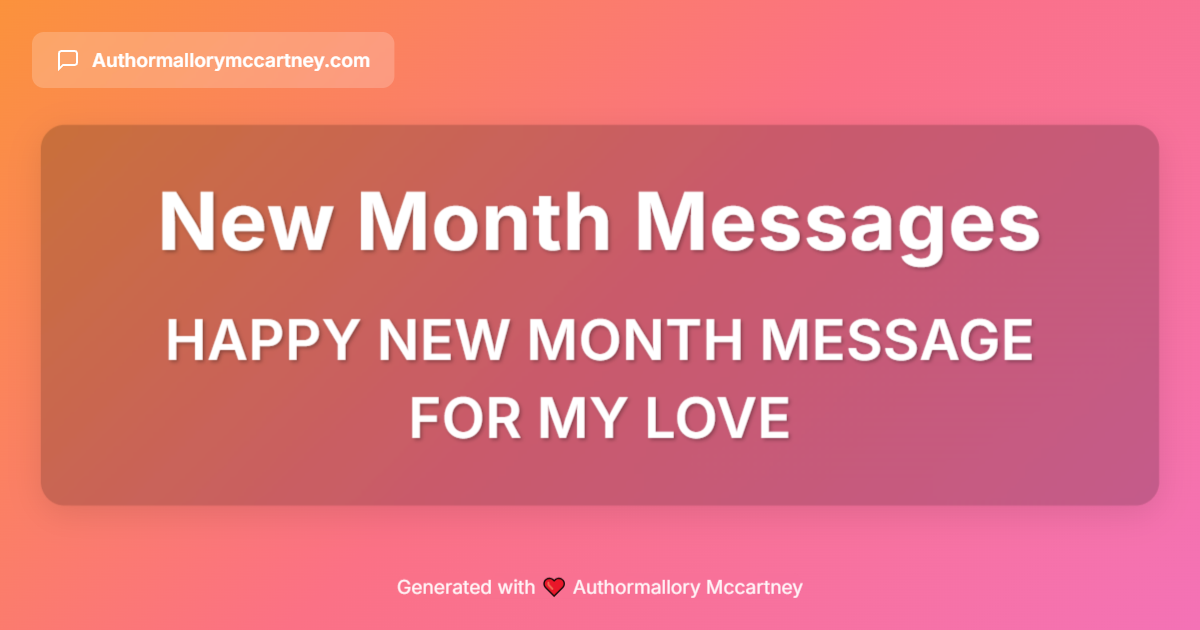 Authormallorymccartney.com
New Month Messages
HAPPY NEW MONTH MESSAGE
FOR MY LOVE
Generated with ❤️ Authormallory Mccartney